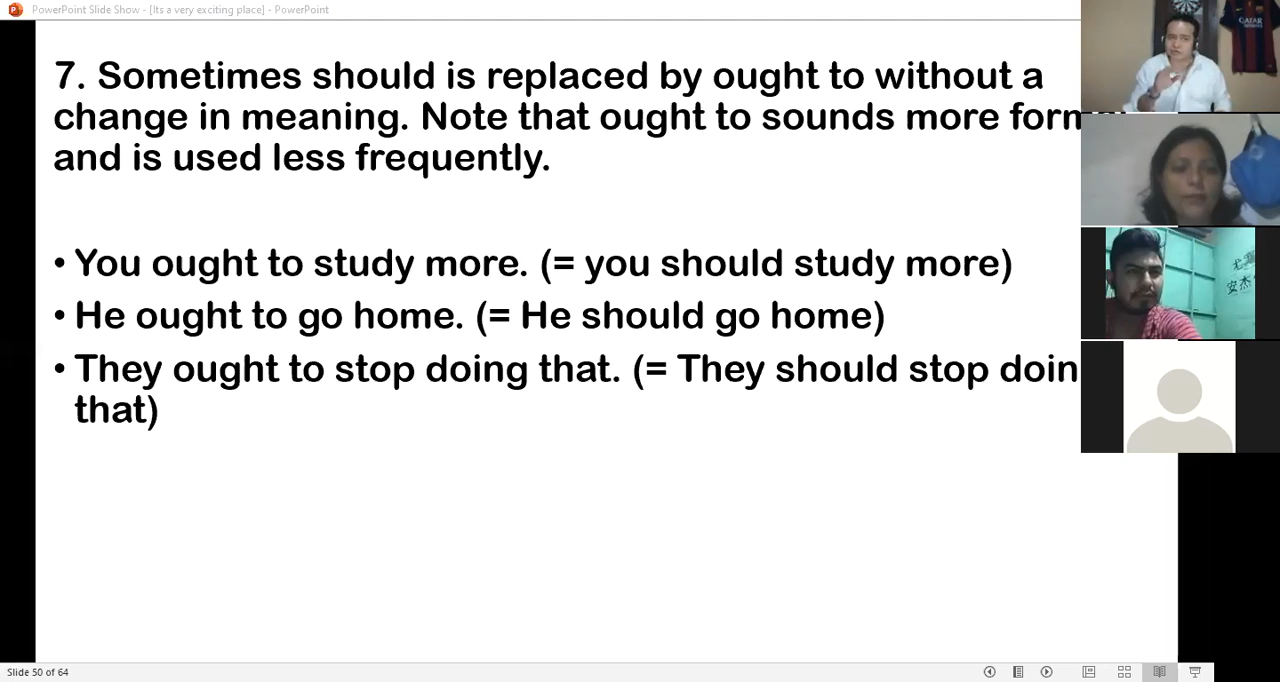 PowerPoint Slide Show - [Its a very exciting place] - PowerPoint
7. Sometimes should is replaced by ought to without a
change in meaning. Note that ought to sounds more
and is used less frequently.
• You ought to study more. (= you should study more)
• He ought to go home. (= He should go home)
• They ought to stop doing that. (= They should stop
that)
QATAR
安杰
Slide 50 of 64